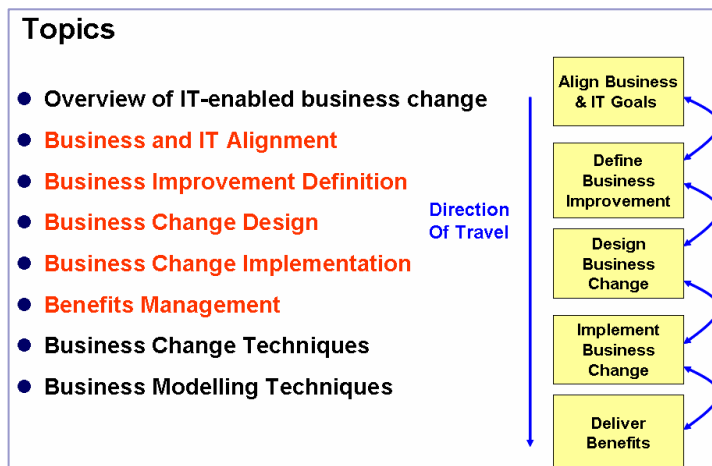 Topics
Overview of IT-enabled business change
Business and IT Alignment
Business Improvement Definition
Business Change Design
Business Change Implementation
Benefits Management
Business Change Techniques
Business Modelling Techniques
Direction
Of Travel
Align Business
& IT Goals
Define
Business
Improvement
Design
Business
Change
Implement
Business
Change
Deliver
Benefits